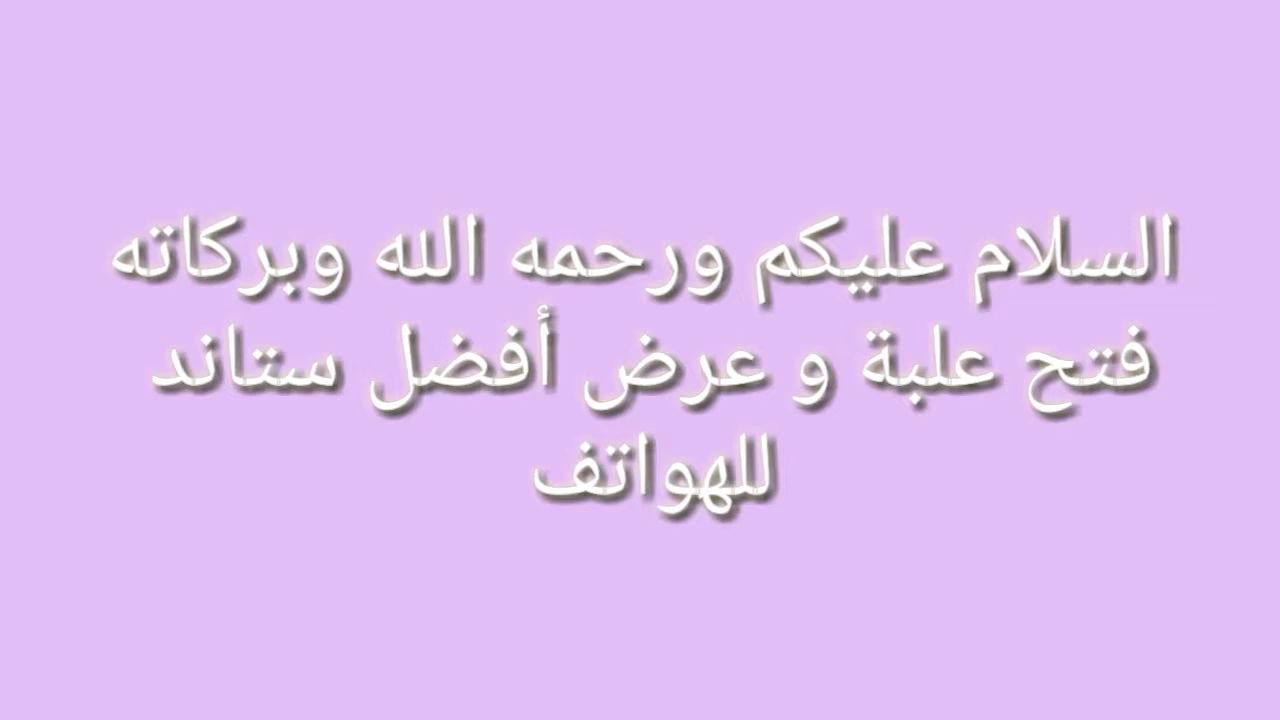 السلام عليكم ورحمه الله وبركاته
فتح علبة و عرض أفضل ستاند
للهواتف